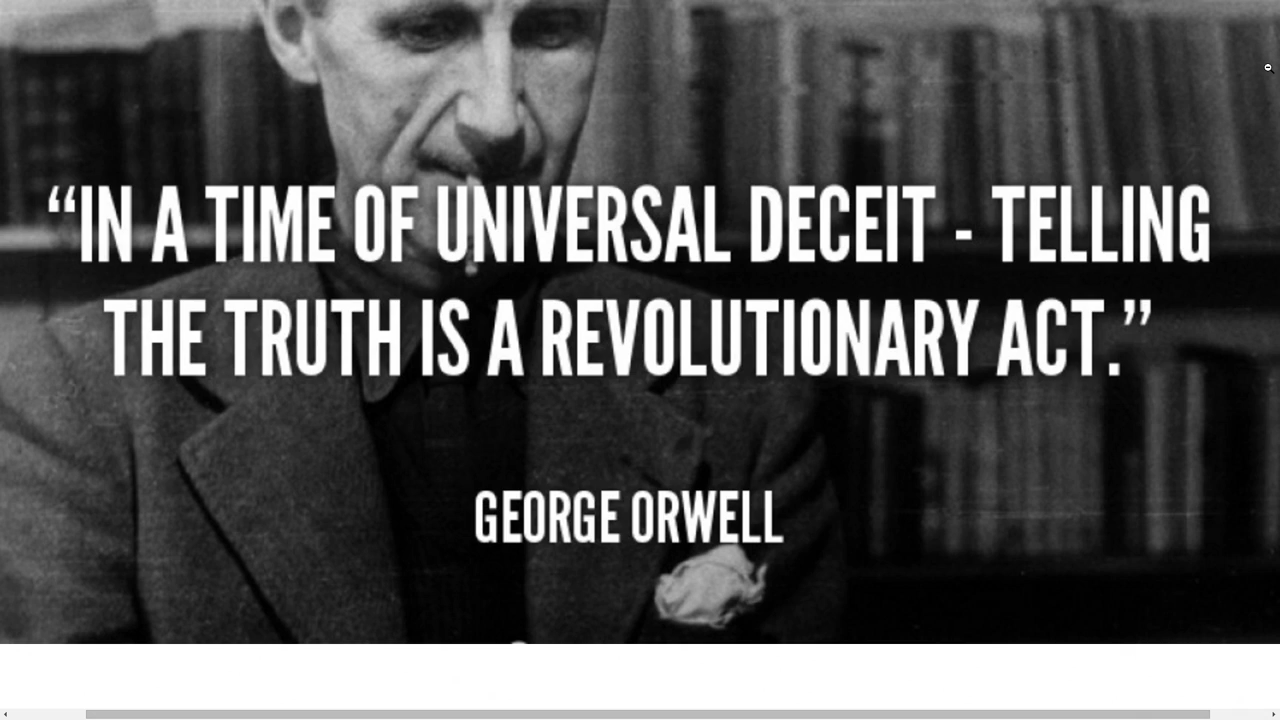 “IN A TIME OF UNIVERSAL DECEIT - TELLING
THE TRUTH IS A REVOLUTIONARY ACT.”
GEORGE ORWELL